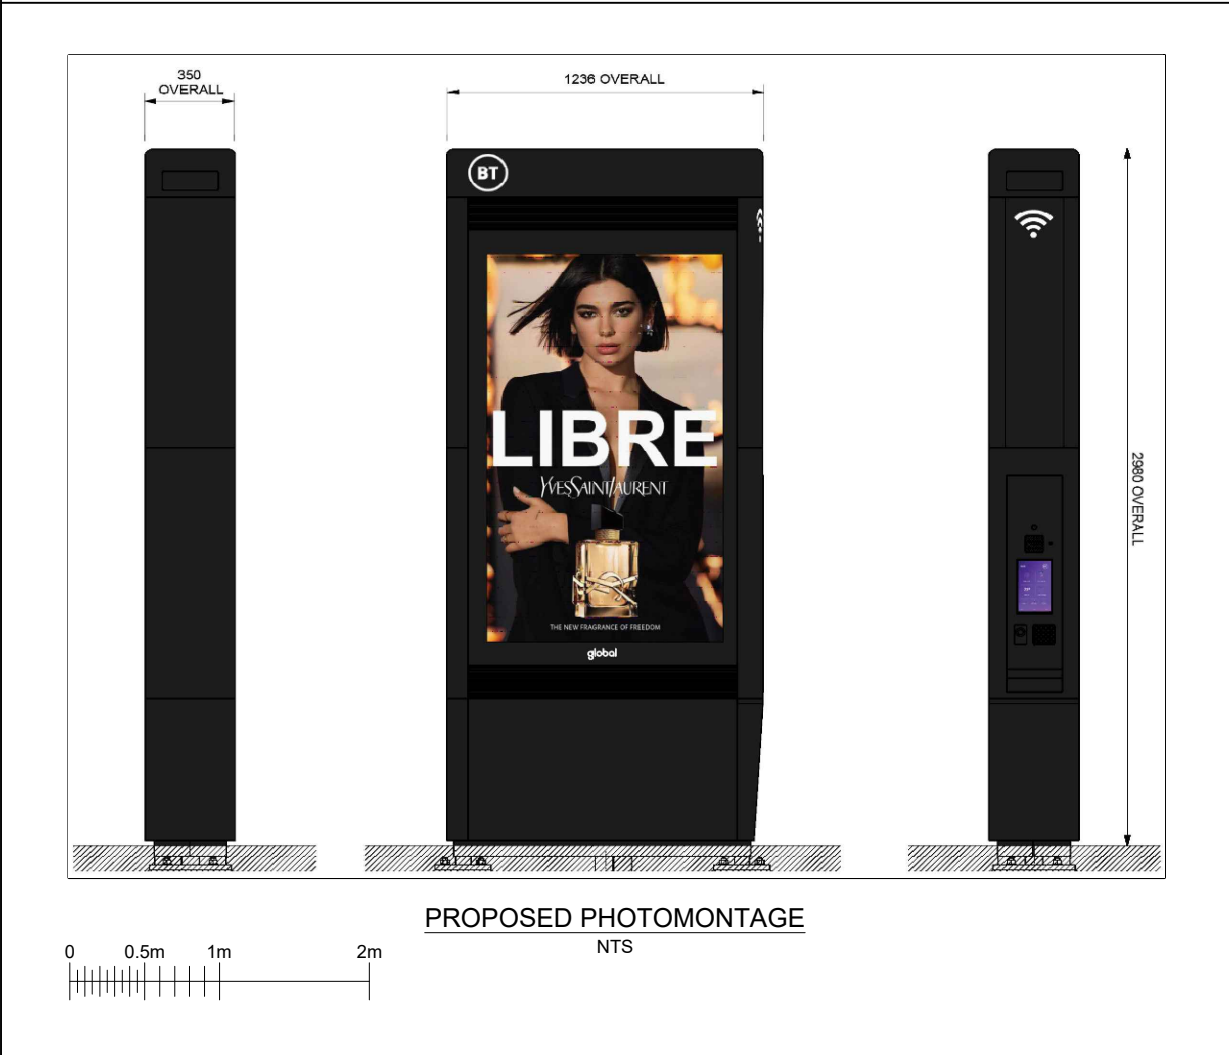 350
OVERALL
1236 OVERALL
BT
LIBRE
YVESSAINTLAURENT
THE NEW FRAGRANCE OF FREEDOM
global
2980 OVERALL
PROPOSED PHOTOMONTAGE
NTS
0 0.5m 1m 2m